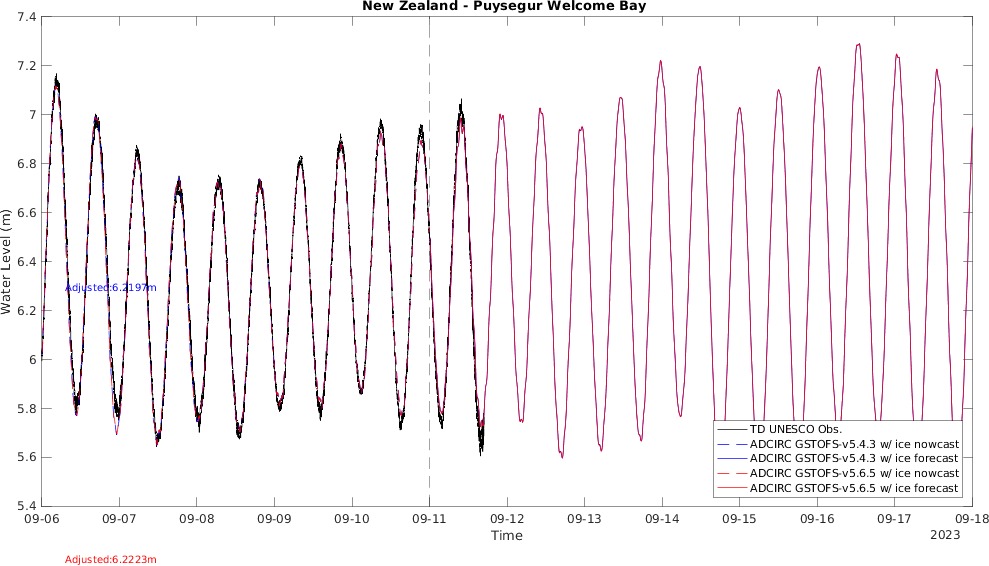 New Zealand - Puysegur Welcome Bay
7.4
7.2
7
6.8
6.6
6.4
6.2
6
5.8
5.6
5.4
Water Level (m)
Adjusted:6.2197m
TD UNESCO Obs.
ADCIRC GSTOFS-v5.4.3 w/ ice nowcast
ADCIRC GSTOFS-v5.4.3 w/ ice forecast
ADCIRC GSTOFS-v5.6.5 w/ ice nowcast
ADCIRC GSTOFS-v5.6.5 w/ ice forecast
09-06 09-07 09-08 09-09 09-10 09-11 09-12 09-13 09-14 09-15 09-16 09-17 09-18
Time
2023
Adjusted:6.2223m